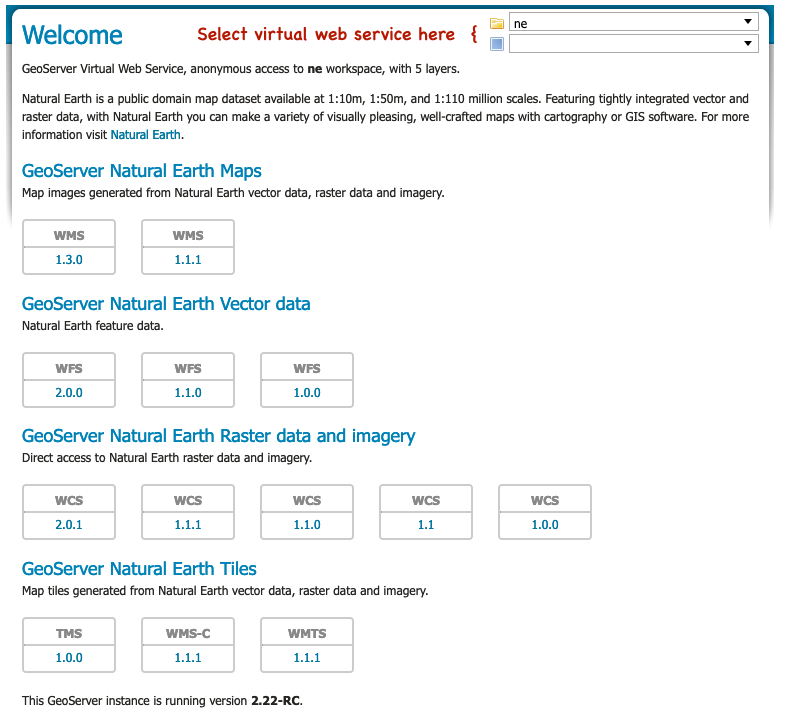 Welcome
Select virtual web service here {
ne
GeoServer Virtual Web Service, anonymous access to ne workspace, with 5 layers.
Natural Earth is a public domain map dataset available at 1:10m, 1:50m, and 1:110 million scales. Featuring tightly integrated vector and
raster data, with Natural Earth you can make a variety of visually pleasing, well-crafted maps with cartography or GIS software. For more
information visit Natural Earth.
GeoServer Natural Earth Maps
Map images generated from Natural Earth vector data, raster data and imagery.
WMS WMS
1.3.0 1.1.1
GeoServer Natural Earth Vector data
Natural Earth feature data.
WFS WFS WFS
2.0.0 1.1.0 1.0.0
GeoServer Natural Earth Raster data and imagery
Direct access to Natural Earth raster data and imagery.
WCS WCS WCS WCS WCS
2.0.1 1.1.1 1.1.0 1.1 1.0.0
GeoServer Natural Earth Tiles
Map tiles generated from Natural Earth vector data, raster data and imagery.
TMS WMS-C WMTS
1.0.0 1.1.1 1.1.1
This GeoServer instance is running version 2.22-RC.